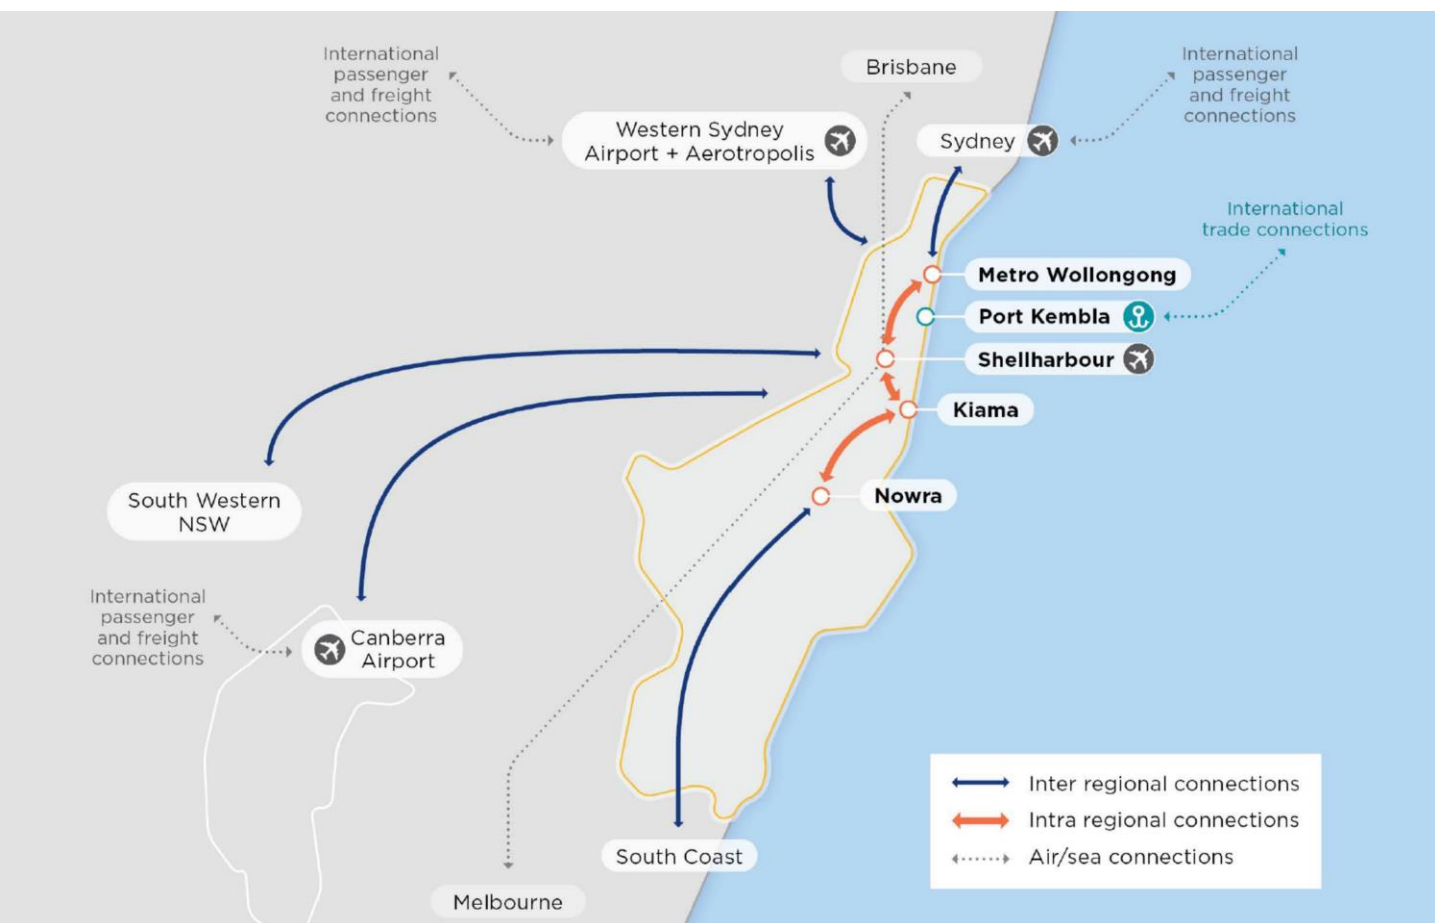 International
passenger
and freight
connections
Brisbane
International
passenger
and freight
connections
Western Sydney
Airport + Aerotropolis
Sydney
International
trade connections
Metro Wollongong
Port Kembla
Shellharbour
Kiama
South Western
NSW
Nowra
International
passenger
and freight
connections
Canberra
Airport
South Coast
Melbourne
Inter regional connections
Intra regional connections
Air/sea connections